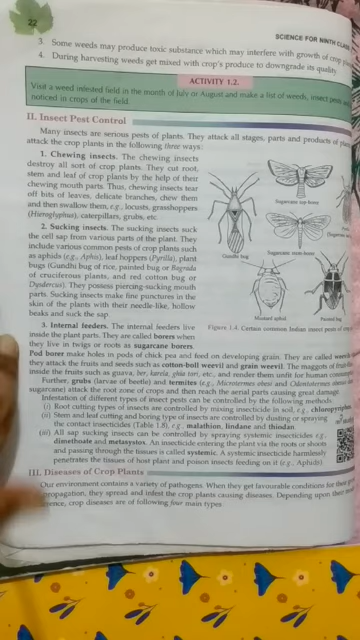 22
SCIENCE FOR NINTH CLASS
3. Some weeds may produce toxic substance which may interfere with growth of crop
4. During harvesting weeds get mixed with crop's produce to downgrade its quality.
ACTIVITY 1.2.
Visit a weed infested field in the month of July or August and make a list of weeds, insect pests
noticed in crops of the field.
II. Insect Pest Control
Many insects are serious pests of plants. They attack all stages, parts and products of
attack the crop plants in the following three ways:
1. Chewing insects. The chewing insects
destroy all sort of crop plants. They cut root,
stem and leaf of crop plants by the help of their
chewing mouth parts. Thus, chewing insects tear
off bits of leaves, delicate branches, chew them
and then swallow them, e.g., locusts, grasshoppers
(Hieroglyphus), caterpillars, grubs, etc.
2. Sucking insects. The sucking insects suck
the cell sap from various parts of the plant. They
include various common pests of crop plants such
as aphids (e.g., Aphis), leaf hoppers (Pyrilla), plant
bugs (Gundhi bug of rice, painted bug or Bagrada
of cruciferous plants, and red cotton bug or
Dysdercus). They possess piercing-sucking mouth
parts. Sucking insects make fine punctures in the
skin of the plants with their needle-like, hollow
beaks and suck the sap.
Sugarcane top-borer
Gundhi bug
Sugarcane stem-borer
Mustard aphid
Painted bug
Figure 1.4. Certain common Indian insect pests of
3. Internal feeders. The internal feeders live
inside the plant parts. They are called borers when
they live in twigs or roots as sugarcane borers.
Pod borer make holes in pods of chick pea and feed on developing grain. They are called
they attack the fruits and seeds such as cotton-boll weevil and grain weevil. The maggots of
inside the fruits such as guava, ber, karela, ghia tori, etc., and render them unfit for human
Further, grubs (larvae of beetle) and termites (e.g., Microtermes obesi and Odontotermes
sugarcane) attack the root zone of crops and then reach the aerial parts causing great damage.
Infestation of different types of insect pests can be controlled by the following methods.
(i) Root cutting types of insects are controlled by mixing insecticide in soil, e.g.,
(ii) Stem and leaf cutting and boring type of insects are controlled by dusting or spraying
the contact insecticides (Table 1.8), e.g., malathion, lindane and thiodan.
(iii) All sap sucking insects can be controlled by spraying systemic insecticides e.g.,
dimethoate and metasystox. An insecticide entering the plant via the roots or shoots
and passing through the tissues is called systemic. A systemic insecticide harmlessly
penetrates the tissues of host plant and poison insects feeding on it (e.g., Aphids).
III. Diseases of Crop Plants
Our environment contains a variety of pathogens. When they get favourable conditions for their
propagation, they spread and infest the crop plants causing diseases. Depending upon their
crop diseases are of following four main types.